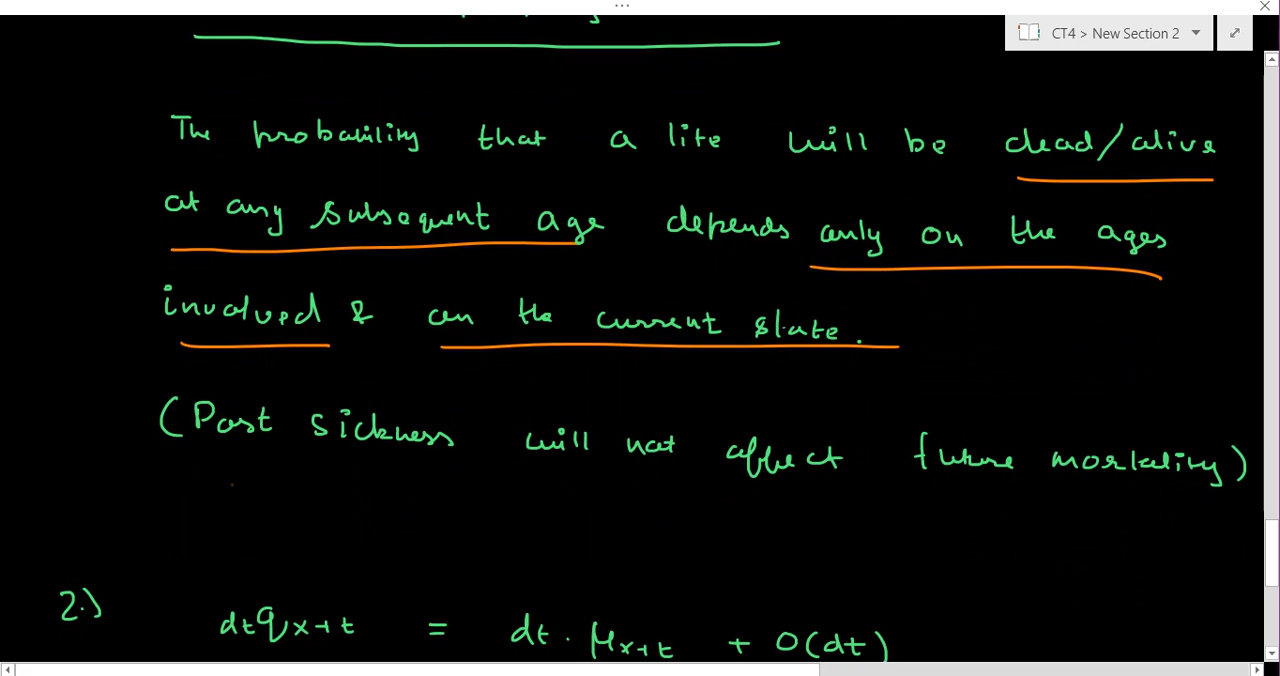 CT4 > New Section 2
The probability that a life will be dead/alive
at any subsequent age depends only on the ages
involved & on the current state.
(Past sickness will not affect future mortality)
2.) dtqx+t = dt · μx+t + O(dt)